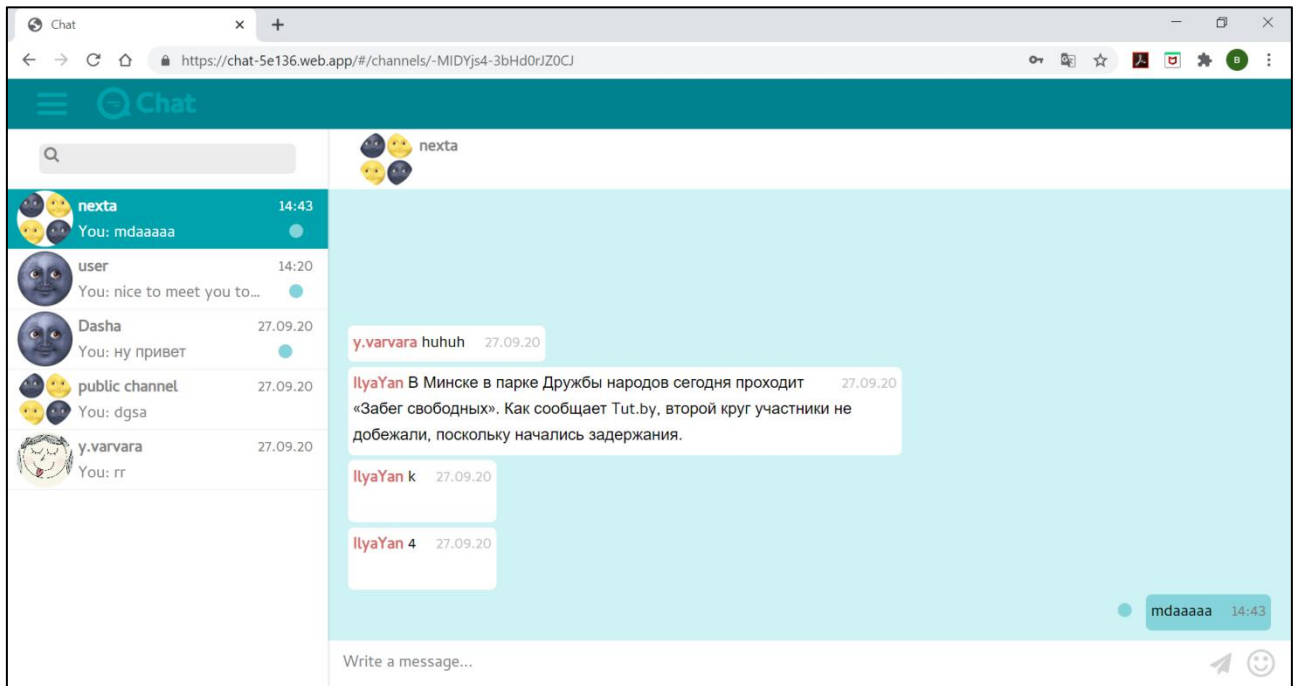 Chat
https://chat-5e136.web.app/#/channels/-MIDYjs4-3bHd0rJZ0CJ
B
Chat
nexta
nexta 14:43
You: mdaaaaa
user 14:20
You: nice to meet you to...
Dasha 27.09.20
You: ну привет
public channel 27.09.20
You: dgsa
y.varvara 27.09.20
You: rr
y.varvara huhuh 27.09.20
IlyaYan В Минске в парке Дружбы народов сегодня проходит 27.09.20
«Забег свободных». Как сообщает Tut.by, второй круг участники не
добежали, поскольку начались задержания.
IlyaYan k 27.09.20
IlyaYan 4 27.09.20
mdaaaaa 14:43
Write a message...